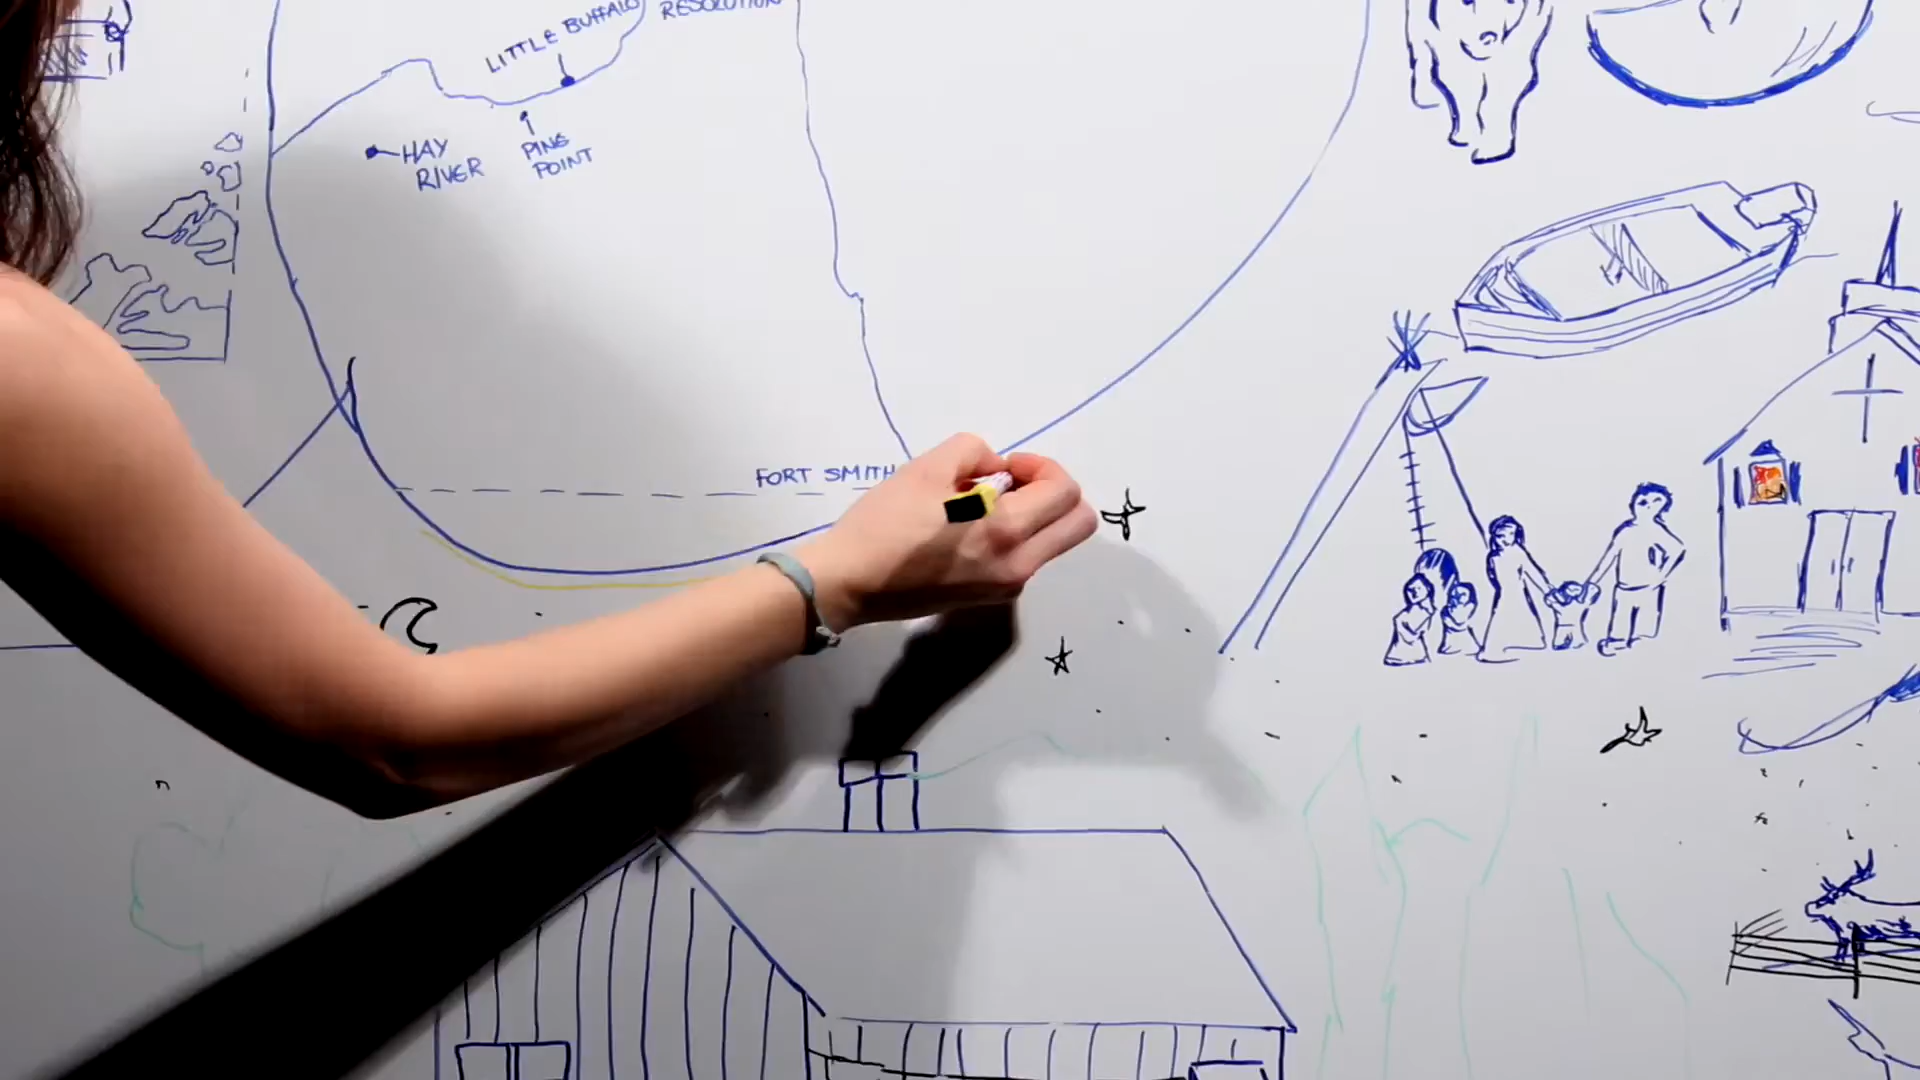 LITTLE BUFFALO
RESOLUTION
HAY
RIVER
PINE
POINT
FORT SMITH